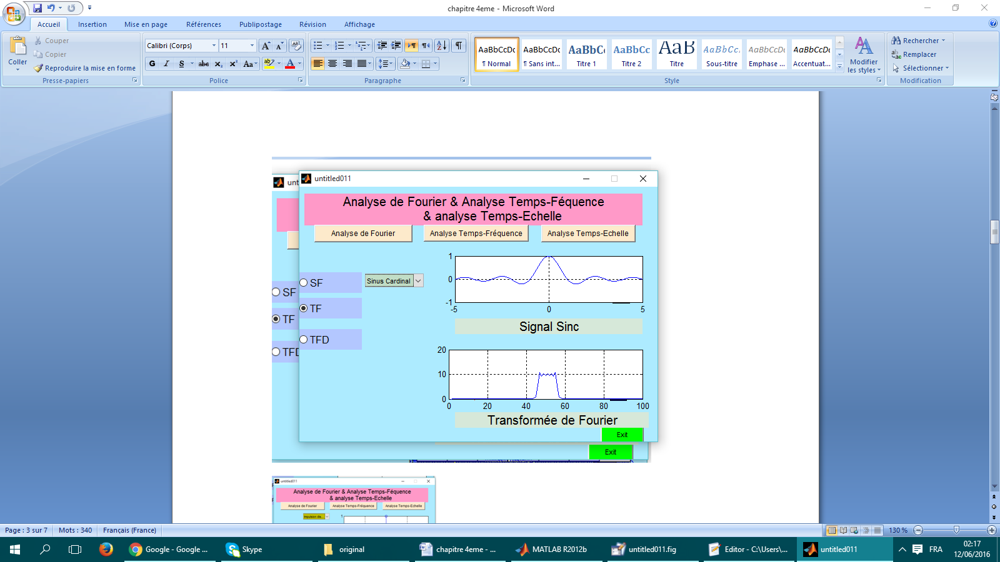 chapitre 4eme - Microsoft Word
Accueil Insertion Mise en page Références Publipostage Révision Affichage
Coller
Couper
Copier
Reproduire la mise en forme
Presse-papiers
Calibri (Corps) 11
G I S abc x₂ x² Aa
Police
Paragraphe
AaBbCcDc AaBbCcDc AaBbC AaBbCc AaB AaBbCc. AaBbCcDc AaBbCcDc
¶ Normal ¶ Sans int... Titre 1 Titre 2 Titre Sous-titre Emphase ... Accentuat...
Modifier
les styles
Style
Rechercher
Remplacer
Sélectionner
Modification
unt
SF
TF
TFD
Exit
untitled011
Analyse de Fourier & Analyse Temps-Féquence
& analyse Temps-Echelle
Analyse de Fourier Analyse Temps-Fréquence Analyse Temps-Echelle
SF
Sinus Cardinal
TF
TFD
1
0
-1
-5 0 5
Signal Sinc
20
10
0
0 20 40 60 80 100
Transformée de Fourier
Exit
untitled011
Analyse de Fourier & Analyse Temps-Féquence
& analyse Temps-Echelle
Analyse de Fourier Analyse Temps-Fréquence Analyse Temps-Echelle
Impulsion die...
1
Page : 3 sur 7 Mots : 340 Français (France) 130 %
Google - Google ... Skype original chapitre 4eme - ... MATLAB R2012b untitled011.fig Editor - C:\Users\... untitled011 FRA
02:17
12/06/2016